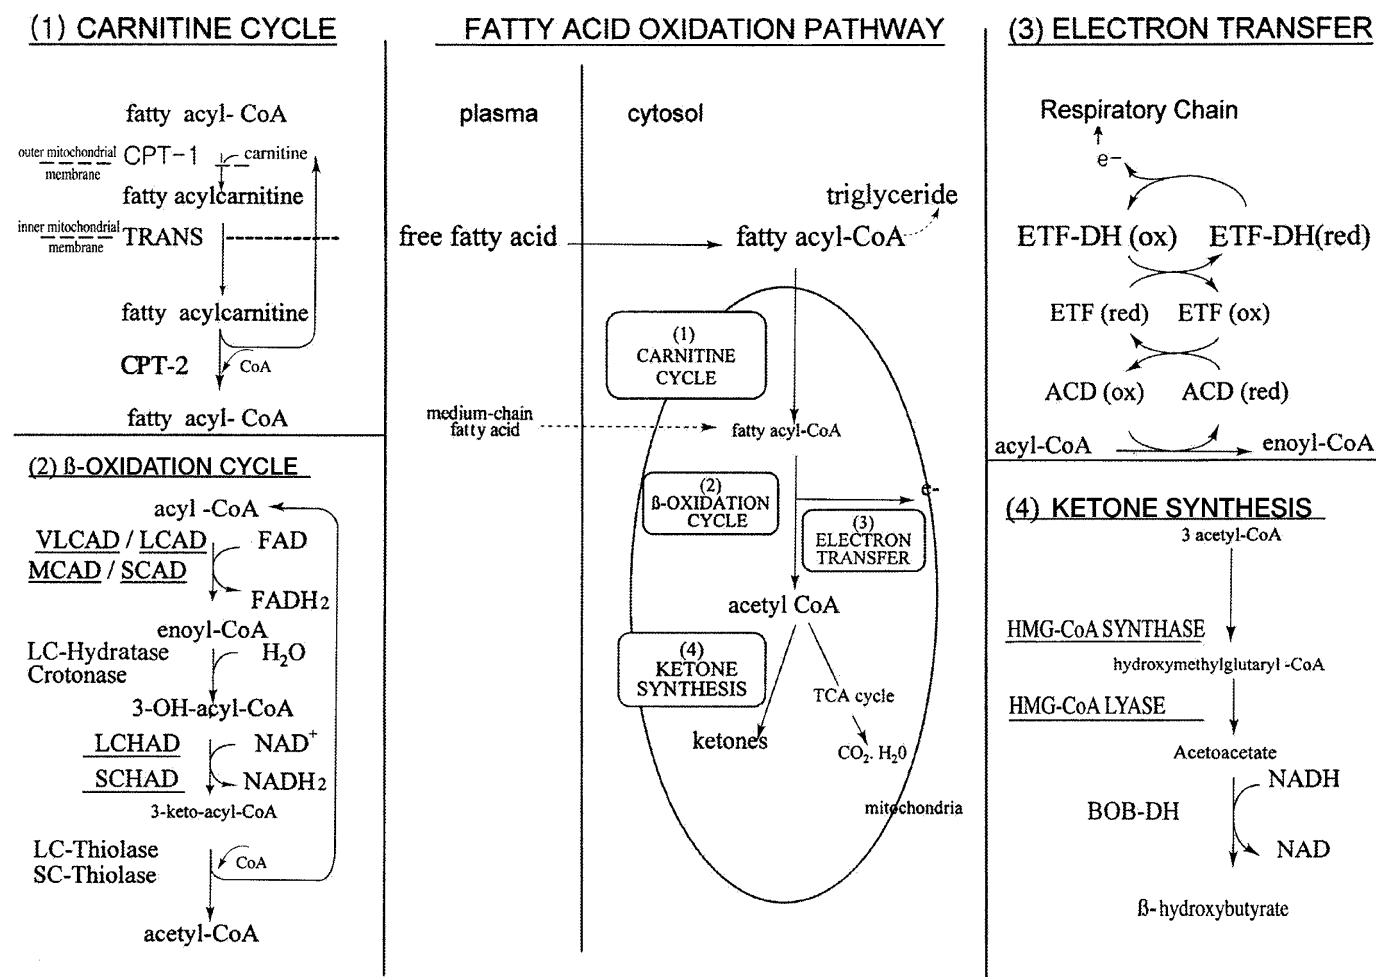 (1) CARNITINE CYCLE
fatty acyl- CoA
outer mitochondrial
membrane
CPT-1
carnitine
fatty acylcarnitine
inner mitochondrial
membrane
TRANS
fatty acylcarnitine
CPT-2
CoA
fatty acyl- CoA
(2) ß-OXIDATION CYCLE
acyl -CoA
VLCAD / LCAD
FAD
MCAD / SCAD
FADH2
enoyl-CoA
LC-Hydratase
H2O
Crotonase
3-OH-acyl-CoA
LCHAD
NAD+
SCHAD
NADH2
3-keto-acyl-CoA
LC-Thiolase
CoA
SC-Thiolase
acetyl-CoA
FATTY ACID OXIDATION PATHWAY
plasma
cytosol
triglyceride
free fatty acid
fatty acyl-CoA
(1)
CARNITINE
CYCLE
medium-chain
fatty acid
fatty acyl-CoA
(2)
ß-OXIDATION
CYCLE
e-
(3)
ELECTRON
TRANSFER
acetyl CoA
(4)
KETONE
SYNTHESIS
TCA cycle
ketones
CO2. H20
mitochondria
(3) ELECTRON TRANSFER
Respiratory Chain
e-
ETF-DH (ox) ETF-DH(red)
ETF (red) ETF (ox)
ACD (ox) ACD (red)
acyl-CoA enoyl-CoA
(4) KETONE SYNTHESIS
3 acetyl-CoA
HMG-CoA SYNTHASE
hydroxymethylglutaryl -CoA
HMG-CoA LYASE
Acetoacetate
NADH
BOB-DH
NAD
ß- hydroxybutyrate